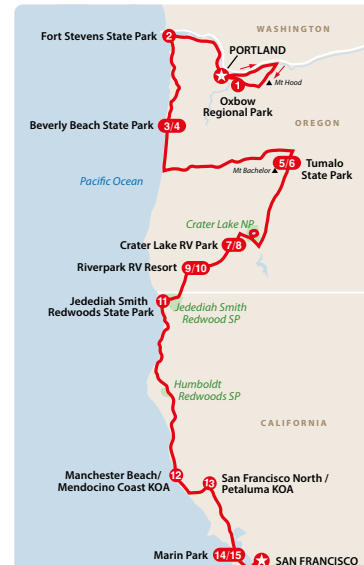 WASHINGTON
Fort Stevens State Park
2
PORTLAND
1
Mt Hood
Oxbow
Regional Park
Beverly Beach State Park
3/4
OREGON
Pacific Ocean
Mt Bachelor
5/6
Tumalo
State Park
Crater Lake NP
Crater Lake RV Park
7/8
Riverpark RV Resort
9/10
Jedediah Smith
Redwoods State Park
11
Jedediah Smith
Redwood SP
Humboldt
Redwoods SP
CALIFORNIA
Manchester Beach/
Mendocino Coast KOA
12
13
San Francisco North /
Petaluma KOA
Marin Park
14/15
SAN FRANCISCO